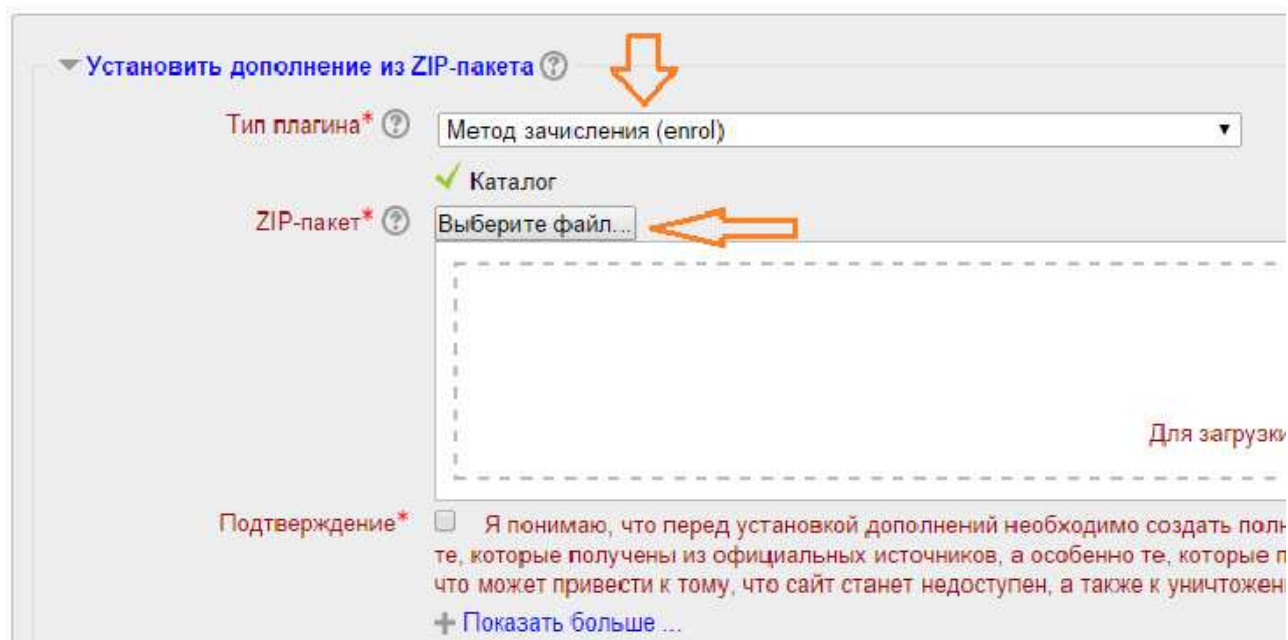 Установить дополнение из ZIP-пакета
Тип плагина*
Метод зачисления (enrol)
Каталог
ZIP-пакет*
Выберите файл...
Для загрузки
Подтверждение*
Я понимаю, что перед установкой дополнений необходимо создать
те, которые получены из официальных источников, а особенно те, которые
что может привести к тому, что сайт станет недоступен, а также к
Показать больше ...